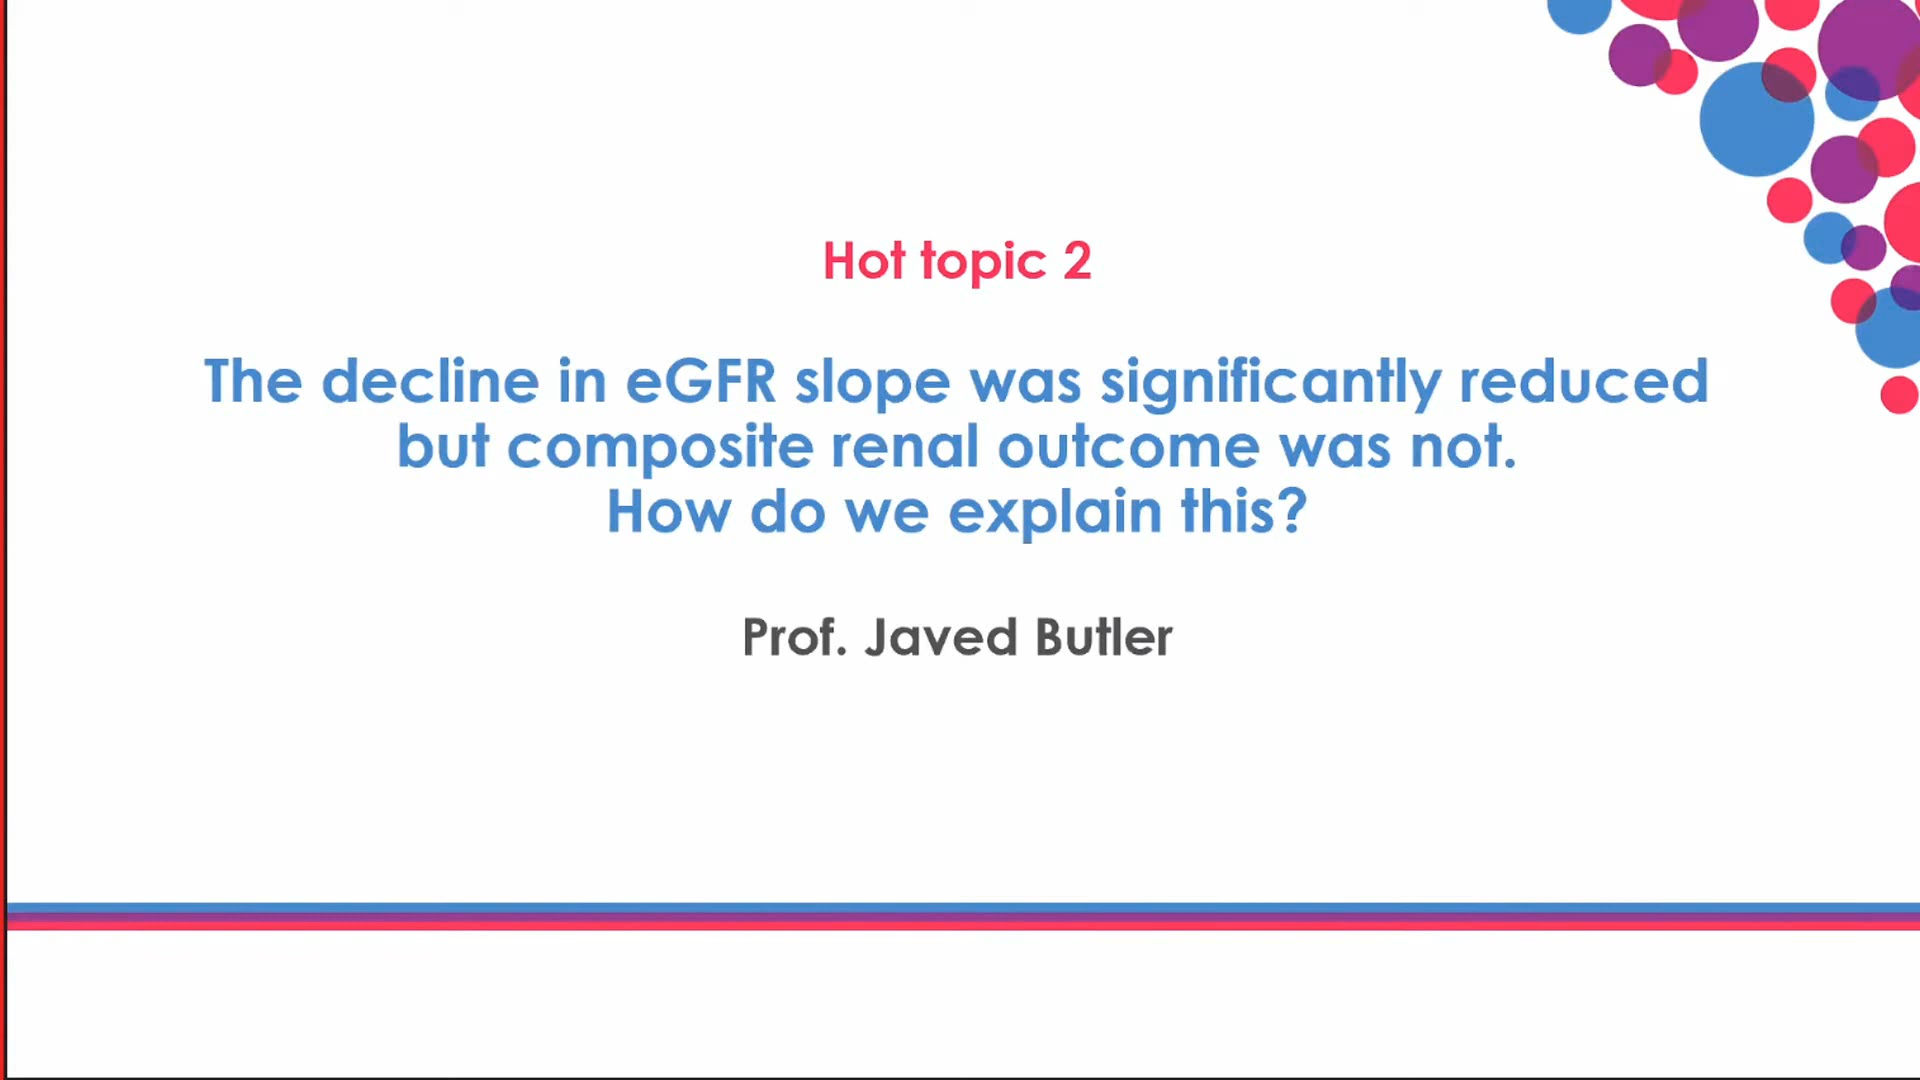 Hot topic 2
The decline in eGFR slope was significantly reduced
but composite renal outcome was not.
How do we explain this?
Prof. Javed Butler